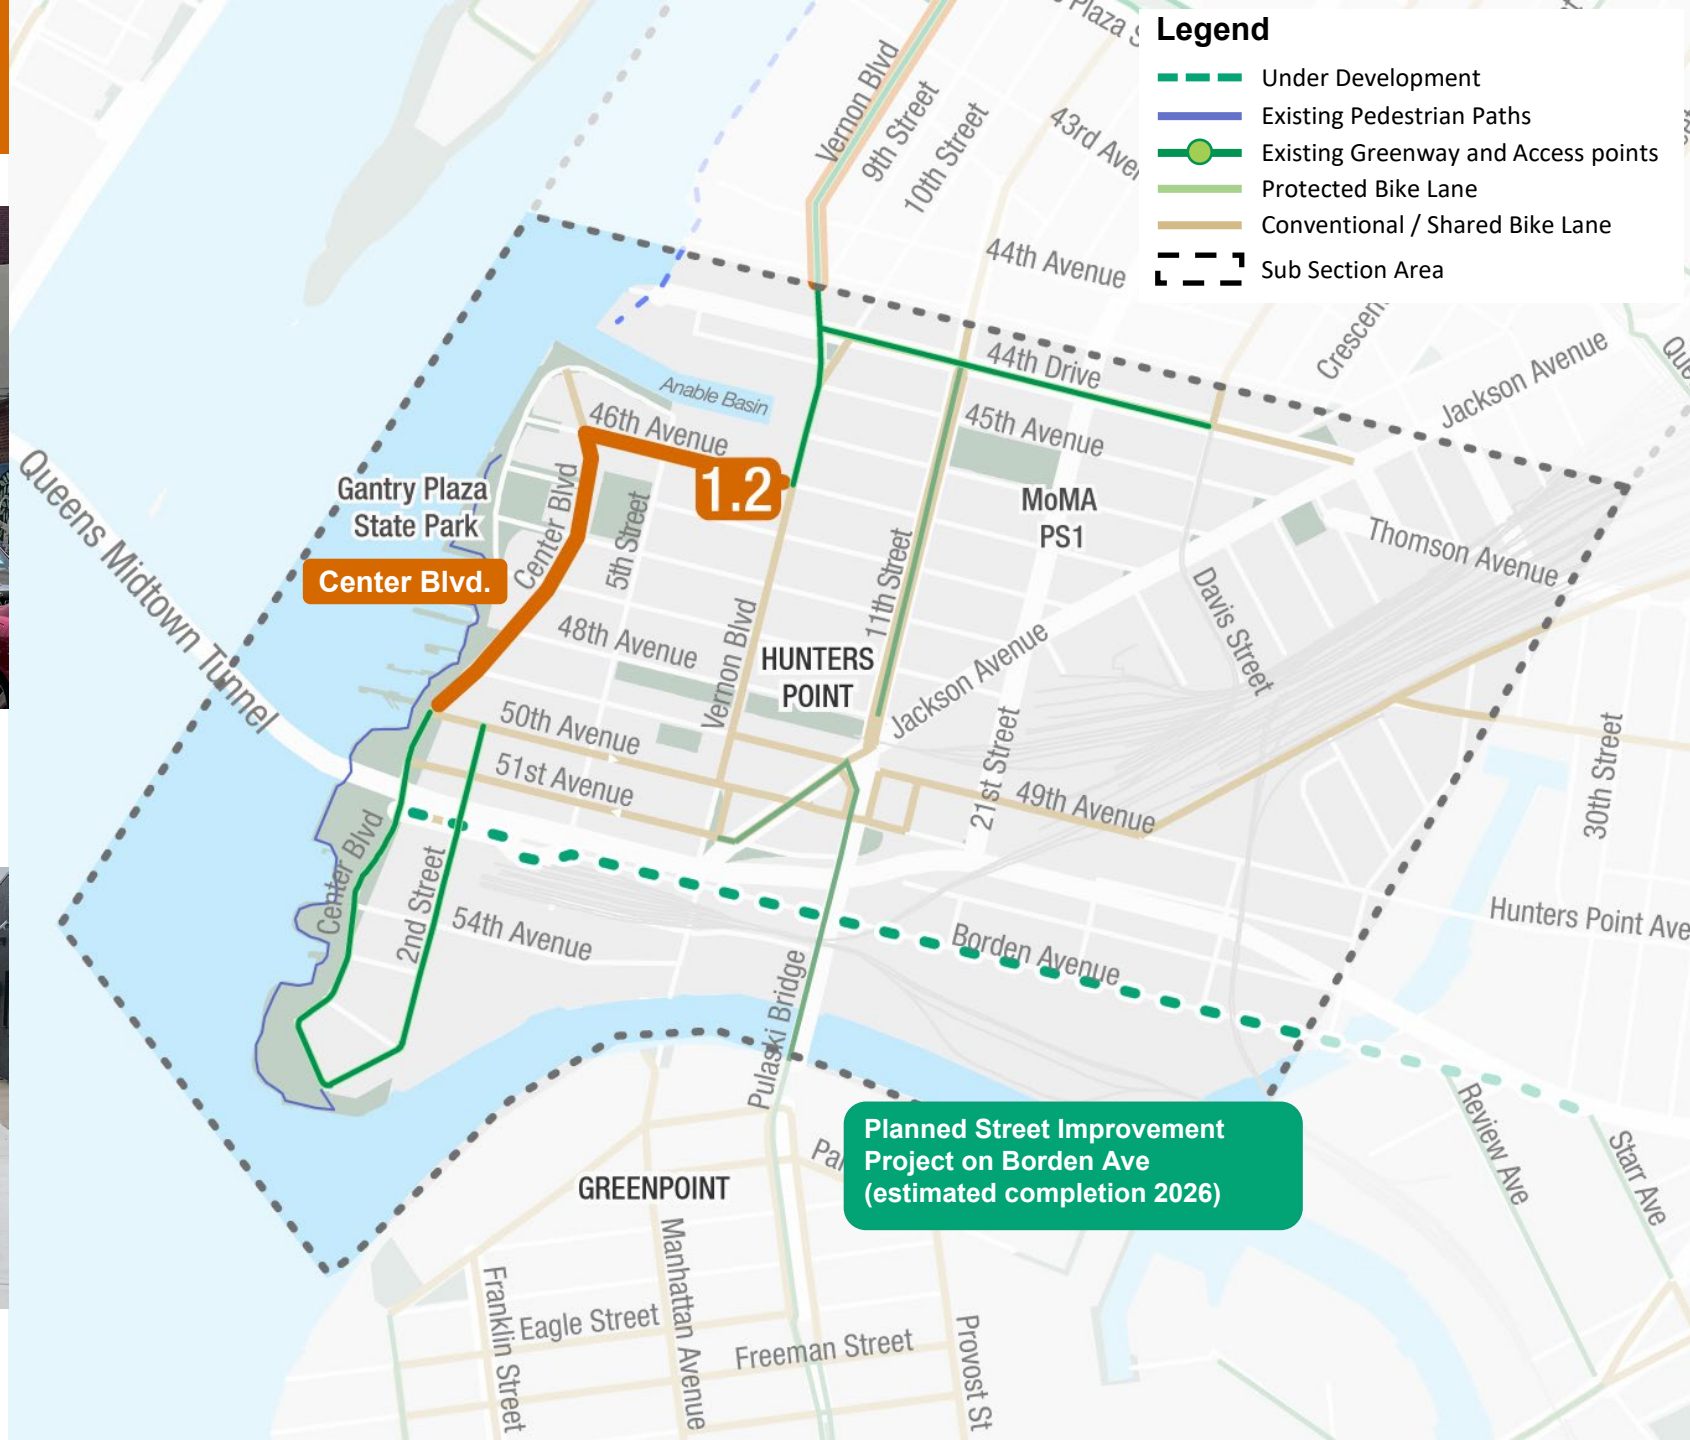 Legend
Under Development
Existing Pedestrian Paths
Existing Greenway and Access points
Protected Bike Lane
Conventional / Shared Bike Lane
Sub Section Area
Plaza
Vernon Blvd
9th Street
10th Street
43rd Ave
44th Avenue
Crescent
Jackson Avenue
44th Drive
Anable Basin
46th Avenue
45th Avenue
1.2
Gantry Plaza
State Park
Center Blvd
5th Street
MoMA
PS1
Thomson Avenue
Queens Midtown Tunnel
Center Blvd.
11th Street
Davis Street
48th Avenue
Vernon Blvd
HUNTERS
POINT
Jackson Avenue
50th Avenue
51st Avenue
21st Street
49th Avenue
30th Street
Center Blvd
2nd Street
54th Avenue
Borden Avenue
Hunters Point Ave
Pulaski Bridge
Review Ave
Starr Ave
Planned Street Improvement
Project on Borden Ave
(estimated completion 2026)
GREENPOINT
Manhattan Avenue
Franklin Street
Eagle Street
Freeman Street
Provost St